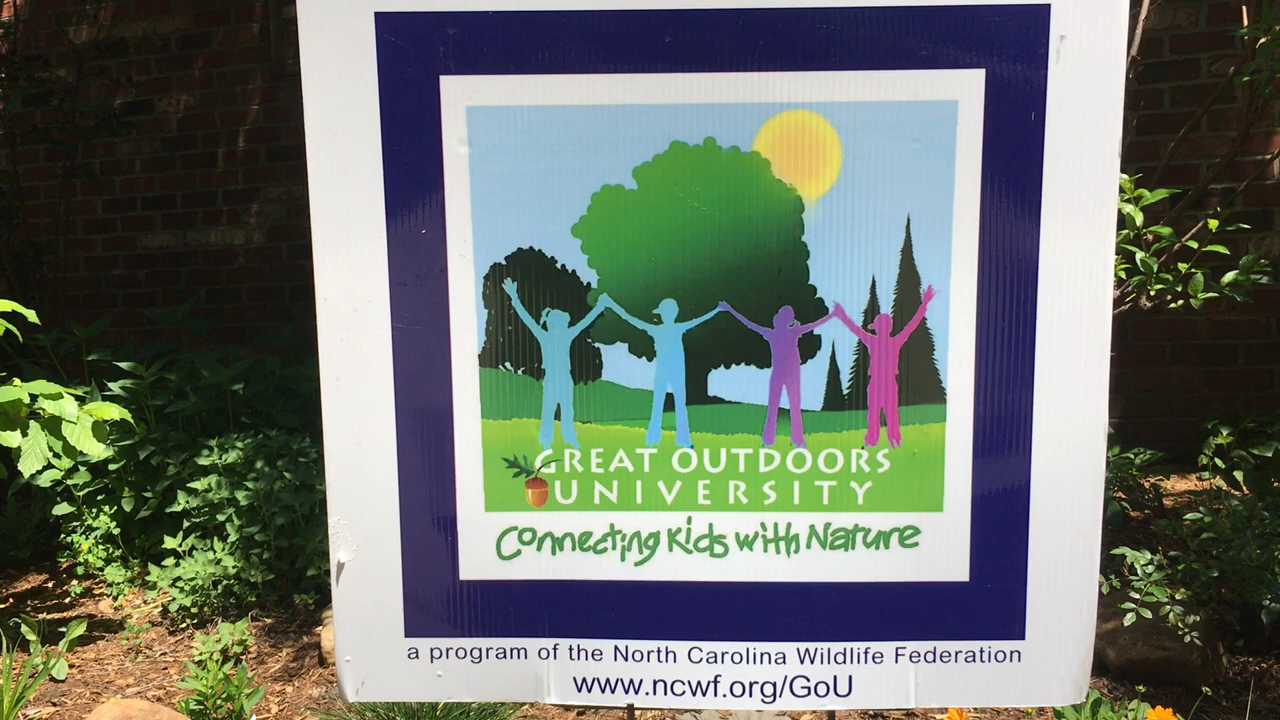 GREAT OUTDOORS
UNIVERSITY
Connecting Kids with Nature
a program of the North Carolina Wildlife Federation
www.ncwf.org/GoU